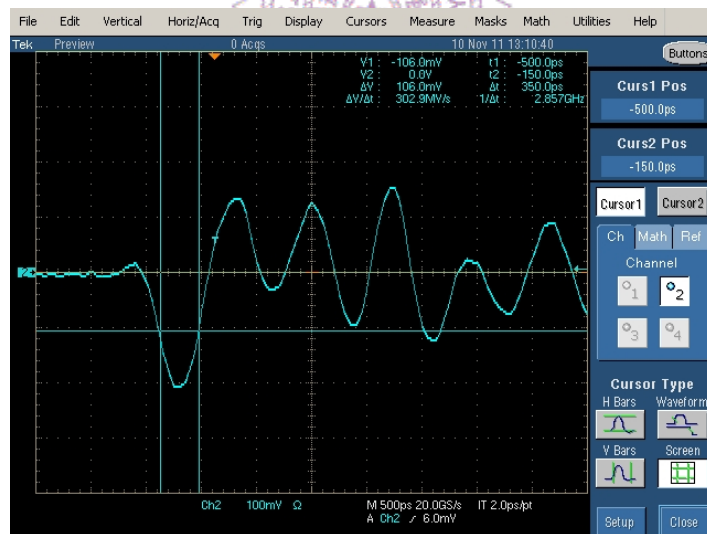 File Edit Vertical Horiz/Acq Trig Display Cursors Measure Masks Math Utilities Help
Tek Preview 0 Acqs 10 Nov 11 13:10:40
Buttons
V1 : -106.0mV t1 : -500.0ps
V2 : 0.0V t2 : -150.0ps
ΔV : 106.0mV Δt : 350.0ps
ΔV/Δt : 302.9MV/s 1/Δt : 2.857GHz
Curs1 Pos
-500.0ps
Curs2 Pos
-150.0ps
Cursor1 Cursor2
Ch Math Ref
Channel
1 2
3 4
Cursor Type
H Bars Waveform
V Bars Screen
Setup Close
Ch2 100mV Ω M 500ps 20.0GS/s IT 2.0ps/pt
A Ch2 ∕ 6.0mV